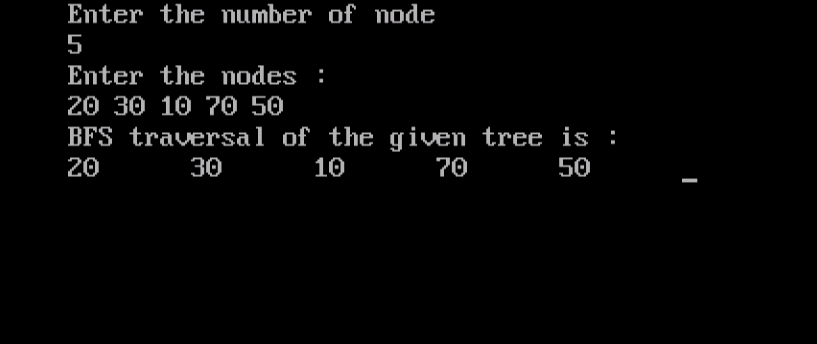 Enter the number of node
5
Enter the nodes :
20 30 10 70 50
BFS traversal of the given tree is :
20 30 10 70 50 _